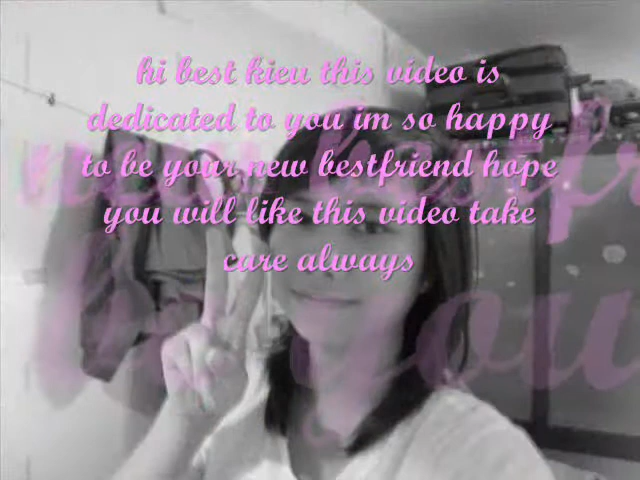 hi best kieu this video is
dedicated to you im so happy
to be your new bestfriend hope
you will like this video take
care always